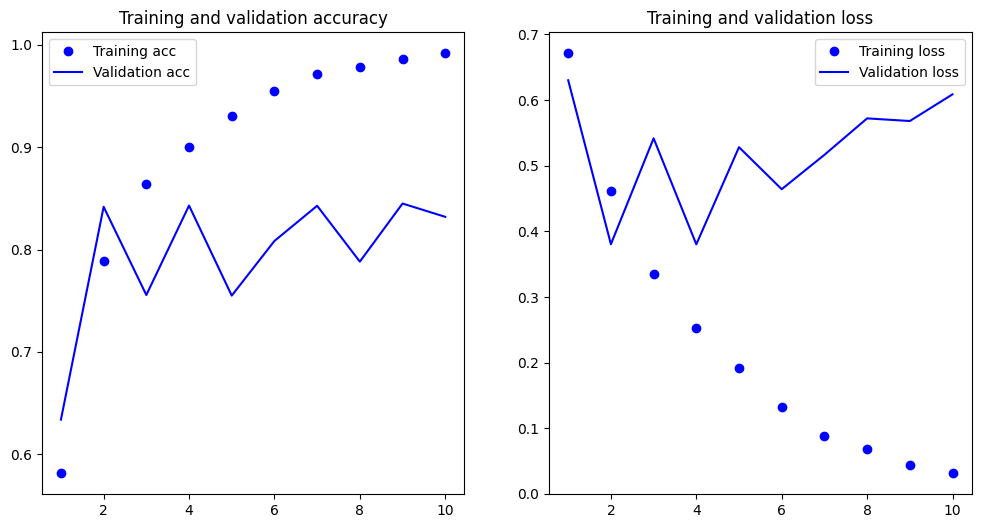 Training and validation accuracy
Training acc
Validation acc
1.0
0.9
0.8
0.7
0.6
2 4 6 8 10
Training and validation loss
Training loss
Validation loss
0.7
0.6
0.5
0.4
0.3
0.2
0.1
0.0
2 4 6 8 10